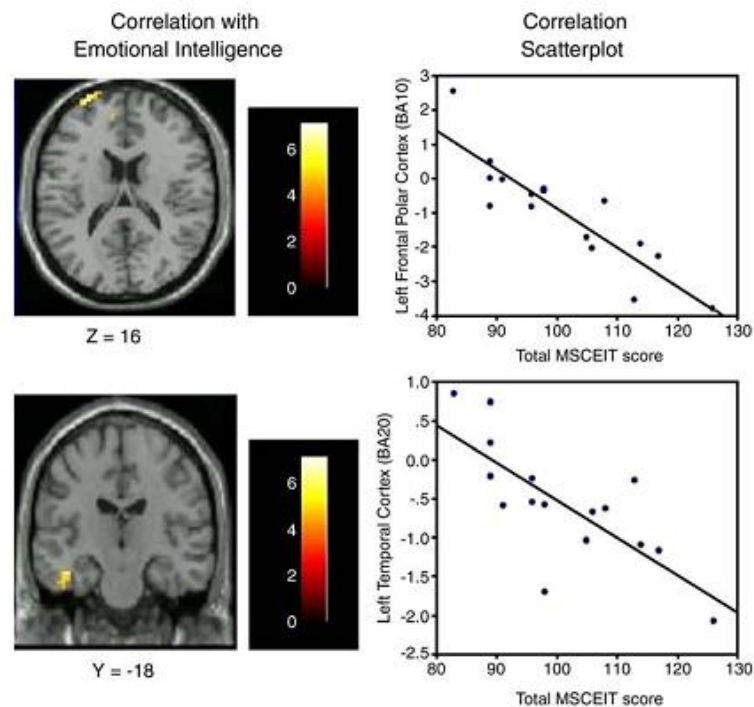 Correlation with
Emotional Intelligence
Correlation
Scatterplot
6
4
2
0
Z = 16
Left Frontal Polar Cortex (BA10)
3
2
1
0
-1
-2
-3
-4
80 90 100 110 120 130
Total MSCEIT score
6
4
2
0
Y = -18
Left Temporal Cortex (BA20)
1.0
.5
0.0
-.5
-1.0
-1.5
-2.0
-2.5
80 90 100 110 120 130
Total MSCEIT score